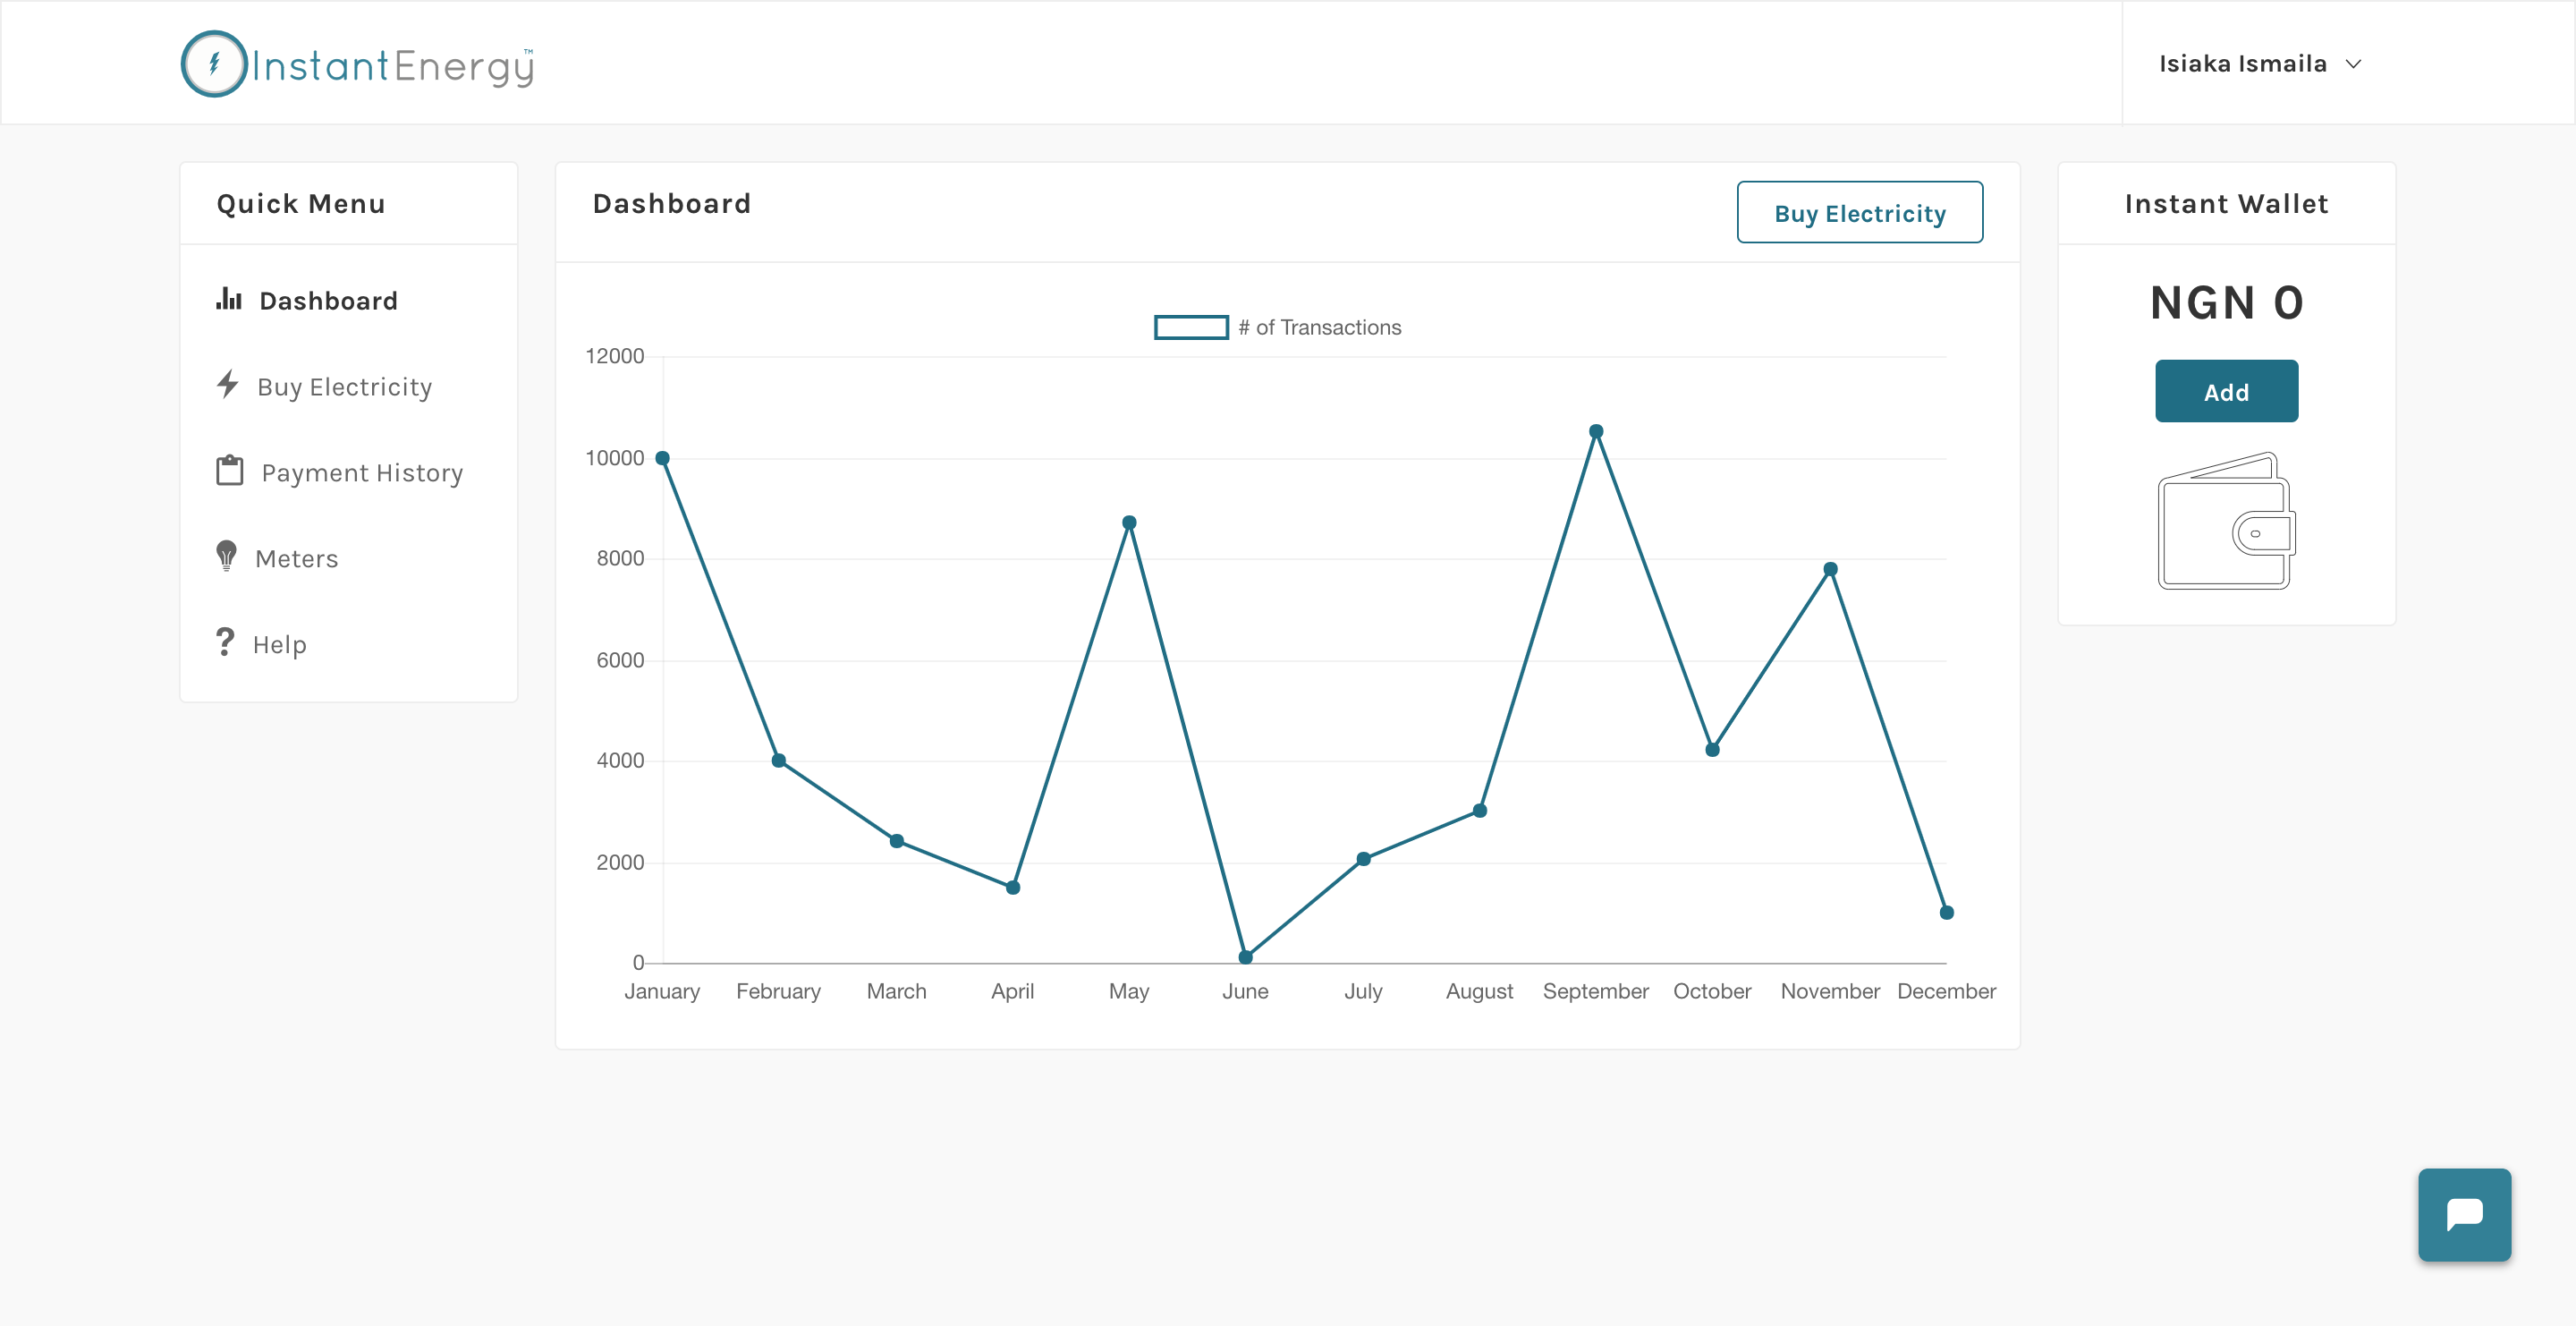 InstantEnergy™
Isiaka Ismaila
Quick Menu
Dashboard
Buy Electricity
Payment History
Meters
Help
Dashboard
Buy Electricity
# of Transactions
12000
10000
8000
6000
4000
2000
0
January February March April May June July August September October November December
Instant Wallet
NGN 0
Add